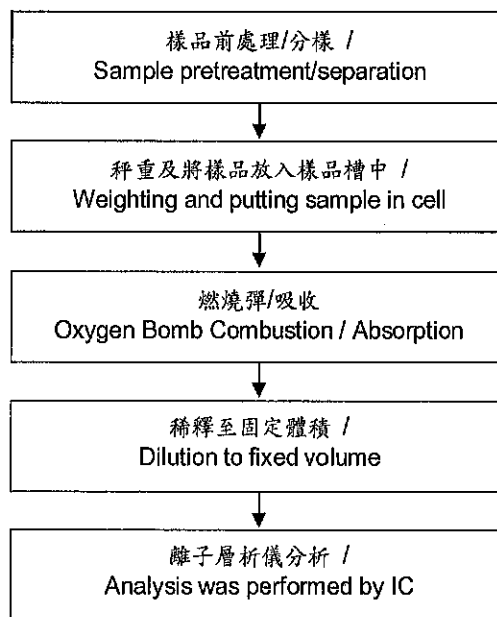 樣品前處理/分樣 /
Sample pretreatment/separation
秤重及將樣品放入樣品槽中 /
Weighting and putting sample in cell
燃燒彈/吸收
Oxygen Bomb Combustion / Absorption
稀釋至固定體積 /
Dilution to fixed volume
離子層析儀分析 /
Analysis was performed by IC